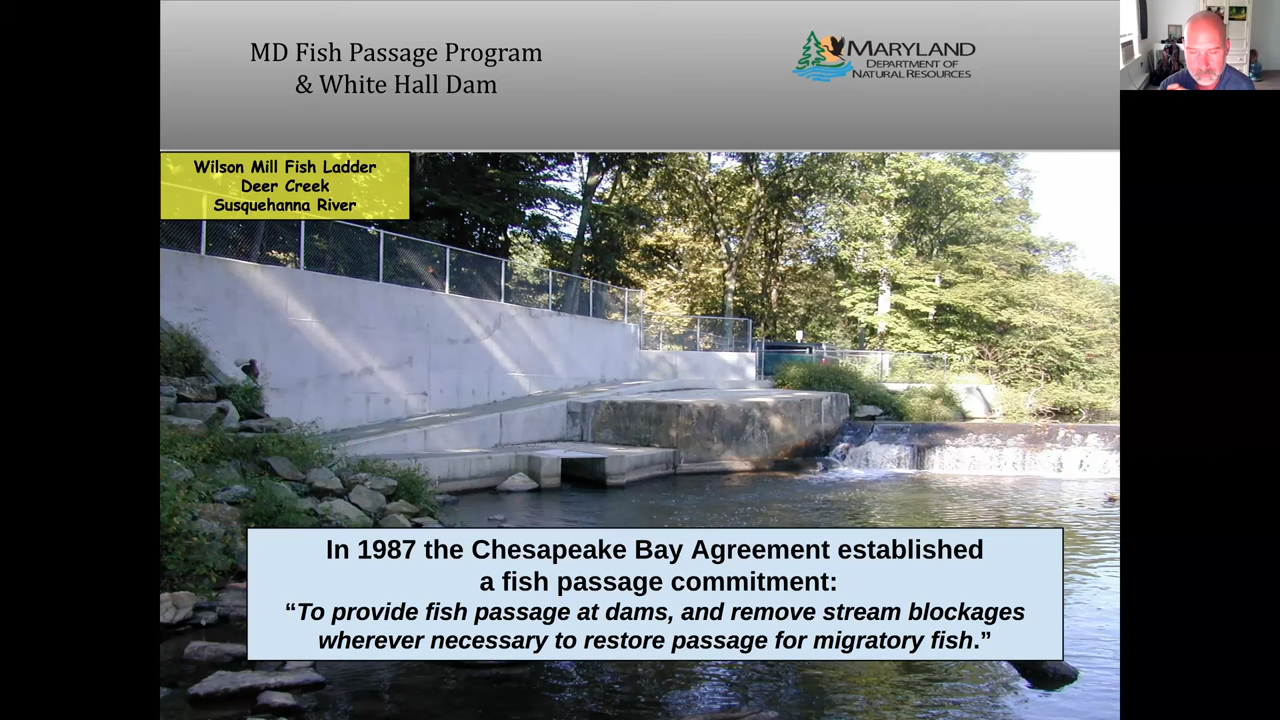 MD Fish Passage Program
& White Hall Dam
MARYLAND
DEPARTMENT OF
NATURAL RESOURCES
Wilson Mill Fish Ladder
Deer Creek
Susquehanna River
In 1987 the Chesapeake Bay Agreement established
a fish passage commitment:
“To provide fish passage at dams, and remove stream blockages
wherever necessary to restore passage for migratory fish.”